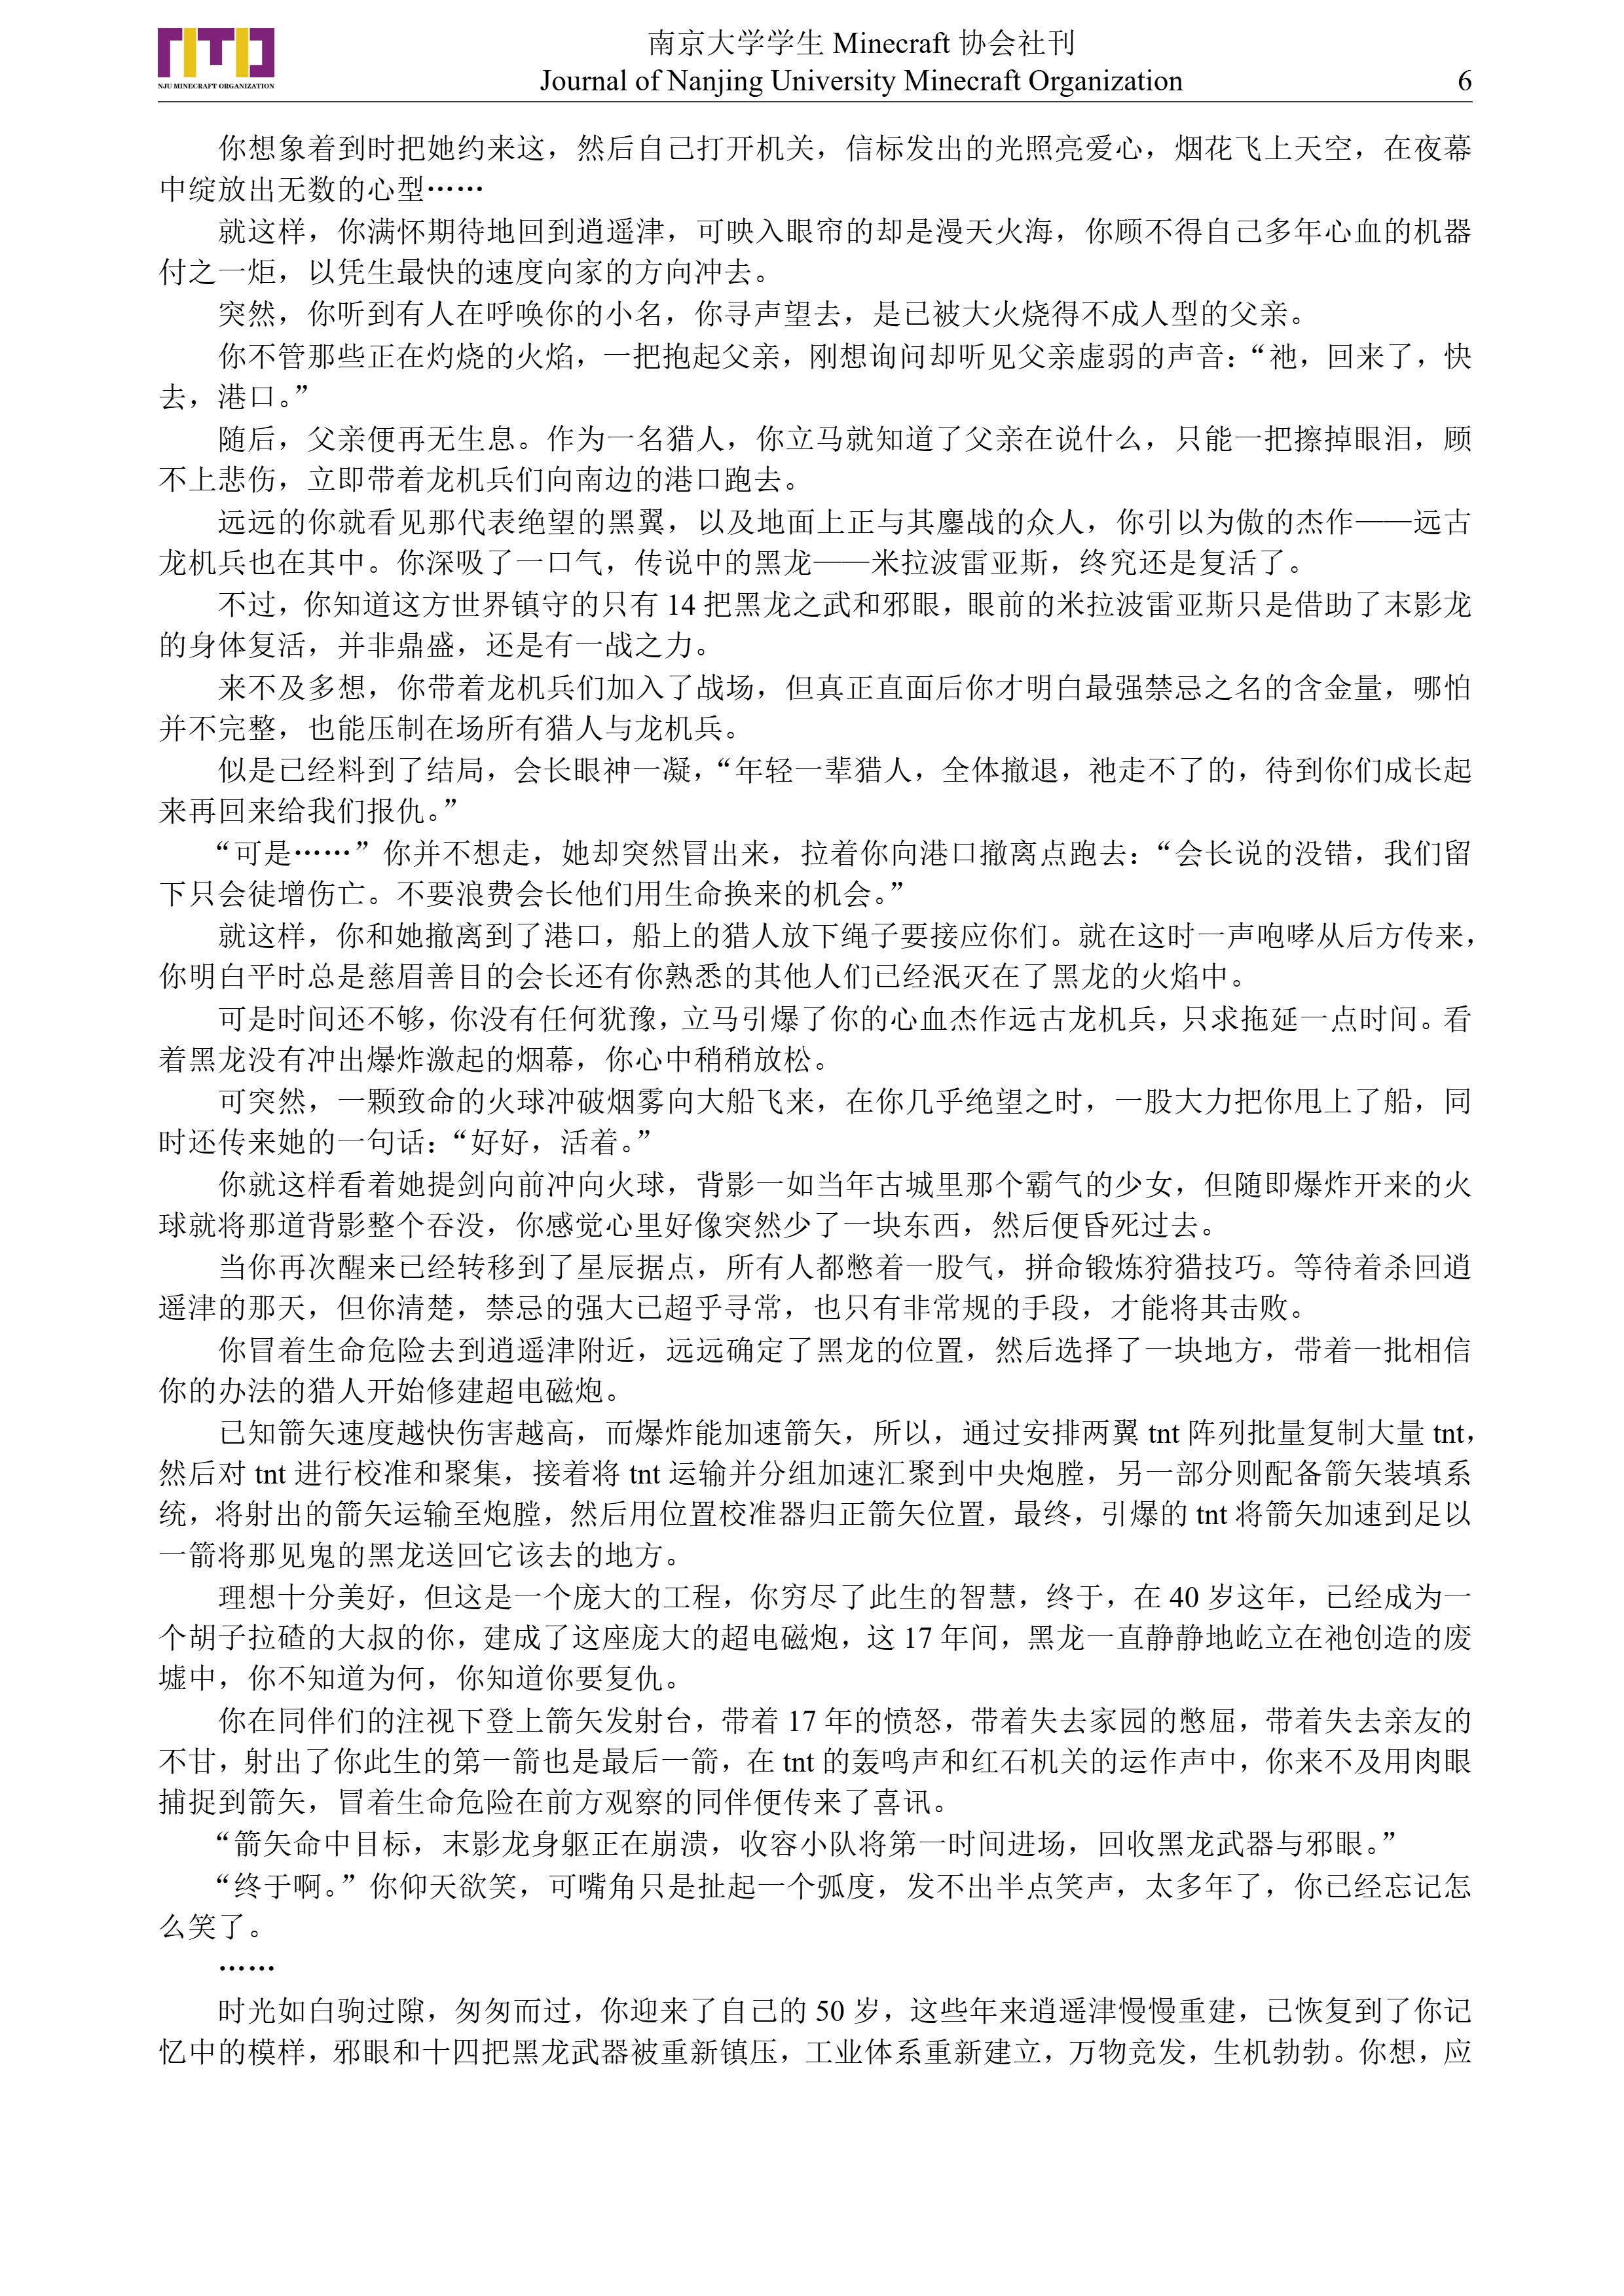 NJU MINECRAFT ORGANIZATION
南京大学学生 Minecraft 协会社刊
Journal of Nanjing University Minecraft Organization
6
你想象着到时把她约来这，然后自己打开机关，信标发出的光照亮爱心，烟花飞上天空，在夜幕
中绽放出无数的心型……
就这样，你满怀期待地回到逍遥津，可映入眼帘的却是漫天火海，你顾不得自己多年心血的机器
付之一炬，以凭生最快的速度向家的方向冲去。
突然，你听到有人在呼唤你的小名，你寻声望去，是已被大火烧得不成人型的父亲。
你不管那些正在灼烧的火焰，一把抱起父亲，刚想询问却听见父亲虚弱的声音：“祂，回来了，快
去，港口。”
随后，父亲便再无生息。作为一名猎人，你立马就知道了父亲在说什么，只能一把擦掉眼泪，顾
不上悲伤，立即带着龙机兵们向南边的港口跑去。
远远的你就看见那代表绝望的黑翼，以及地面上正与其鏖战的众人，你引以为傲的杰作——远古
龙机兵也在其中。你深吸了一口气，传说中的黑龙——米拉波雷亚斯，终究还是复活了。
不过，你知道这方世界镇守的只有 14 把黑龙之武和邪眼，眼前的米拉波雷亚斯只是借助了末影龙
的身体复活，并非鼎盛，还是有一战之力。
来不及多想，你带着龙机兵们加入了战场，但真正直面后你才明白最强禁忌之名的含金量，哪怕
并不完整，也能压制在场所有猎人与龙机兵。
似是已经料到了结局，会长眼神一凝，“年轻一辈猎人，全体撤退，祂走不了的，待到你们成长起
来再回来给我们报仇。”
“可是……”你并不想走，她却突然冒出来，拉着你向港口撤离点跑去：“会长说的没错，我们留
下只会徒增伤亡。不要浪费会长他们用生命换来的机会。”
就这样，你和她撤离到了港口，船上的猎人放下绳子要接应你们。就在这时一声咆哮从后方传来，
你明白平时总是慈眉善目的会长还有你熟悉的其他人们已经泯灭在了黑龙的火焰中。
可是时间还不够，你没有任何犹豫，立马引爆了你的心血杰作远古龙机兵，只求拖延一点时间。看
着黑龙没有冲出爆炸激起的烟幕，你心中稍稍放松。
可突然，一颗致命的火球冲破烟雾向大船飞来，在你几乎绝望之时，一股大力把你甩上了船，同
时还传来她的一句话：“好好，活着。”
你就这样看着她提剑向前冲向火球，背影一如当年古城里那个霸气的少女，但随即爆炸开来的火
球就将那道背影整个吞没，你感觉心里好像突然少了一块东西，然后便昏死过去。
当你再次醒来已经转移到了星辰据点，所有人都憋着一股气，拼命锻炼狩猎技巧。等待着杀回逍
遥津的那天，但你清楚，禁忌的强大已超乎寻常，也只有非常规的手段，才能将其击败。
你冒着生命危险去到逍遥津附近，远远确定了黑龙的位置，然后选择了一块地方，带着一批相信
你的办法的猎人开始修建超电磁炮。
已知箭矢速度越快伤害越高，而爆炸能加速箭矢，所以，通过安排两翼 tnt 阵列批量复制大量 tnt，
然后对 tnt 进行校准和聚集，接着将 tnt 运输并分组加速汇聚到中央炮膛，另一部分则配备箭矢装填系
统，将射出的箭矢运输至炮膛，然后用位置校准器归正箭矢位置，最终，引爆的 tnt 将箭矢加速到足以
一箭将那见鬼的黑龙送回它该去的地方。
理想十分美好，但这是一个庞大的工程，你穷尽了此生的智慧，终于，在 40 岁这年，已经成为一
个胡子拉碴的大叔的你，建成了这座庞大的超电磁炮，这 17 年间，黑龙一直静静地屹立在祂创造的废
墟中，你不知道为何，你知道你要复仇。
你在同伴们的注视下登上箭矢发射台，带着 17 年的愤怒，带着失去家园的憋屈，带着失去亲友的
不甘，射出了你此生的第一箭也是最后一箭，在 tnt 的轰鸣声和红石机关的运作声中，你来不及用肉眼
捕捉到箭矢，冒着生命危险在前方观察的同伴便传来了喜讯。
“箭矢命中目标，末影龙身躯正在崩溃，收容小队将第一时间进场，回收黑龙武器与邪眼。”
“终于啊。”你仰天欲笑，可嘴角只是扯起一个弧度，发不出半点笑声，太多年了，你已经忘记怎
么笑了。
……
时光如白驹过隙，匆匆而过，你迎来了自己的 50 岁，这些年来逍遥津慢慢重建，已恢复到了你记
忆中的模样，邪眼和十四把黑龙武器被重新镇压，工业体系重新建立，万物竞发，生机勃勃。你想，应